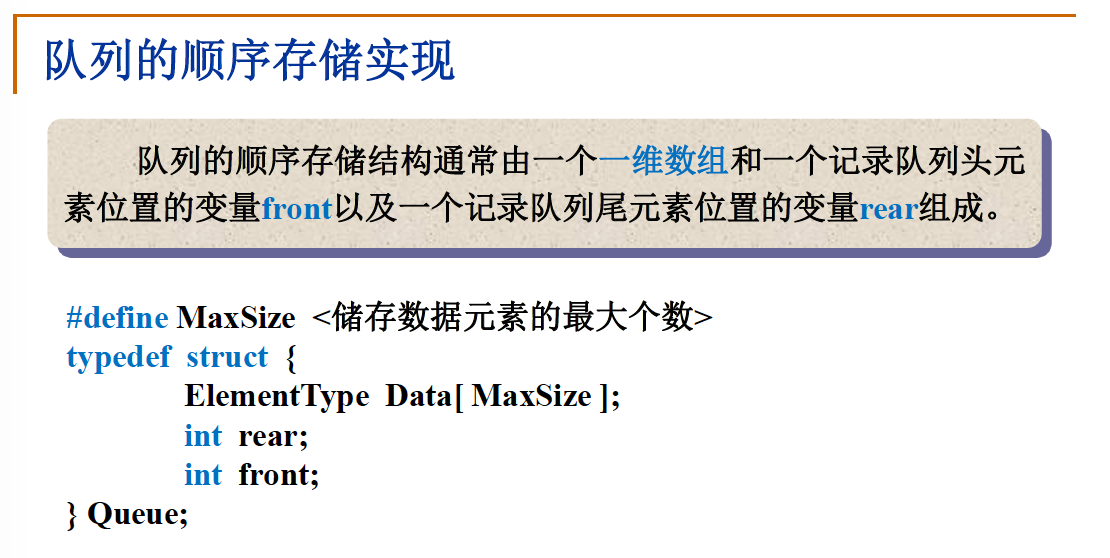 队列的顺序存储实现
队列的顺序存储结构通常由一个一维数组和一个记录队列头元
素位置的变量front以及一个记录队列尾元素位置的变量rear组成。
#define MaxSize <储存数据元素的最大个数>
typedef struct {
ElementType Data[ MaxSize ];
int rear;
int front;
} Queue;